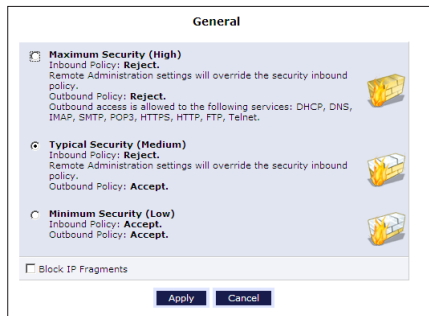 General
Maximum Security (High)
Inbound Policy: Reject.
Remote Administration settings will override the security inbound
policy.
Outbound Policy: Reject.
Outbound access is allowed to the following services: DHCP, DNS,
IMAP, SMTP, POP3, HTTPS, HTTP, FTP, Telnet.
Typical Security (Medium)
Inbound Policy: Reject.
Remote Administration settings will override the security inbound
policy.
Outbound Policy: Accept.
Minimum Security (Low)
Inbound Policy: Accept.
Outbound Policy: Accept.
Block IP Fragments
Apply Cancel